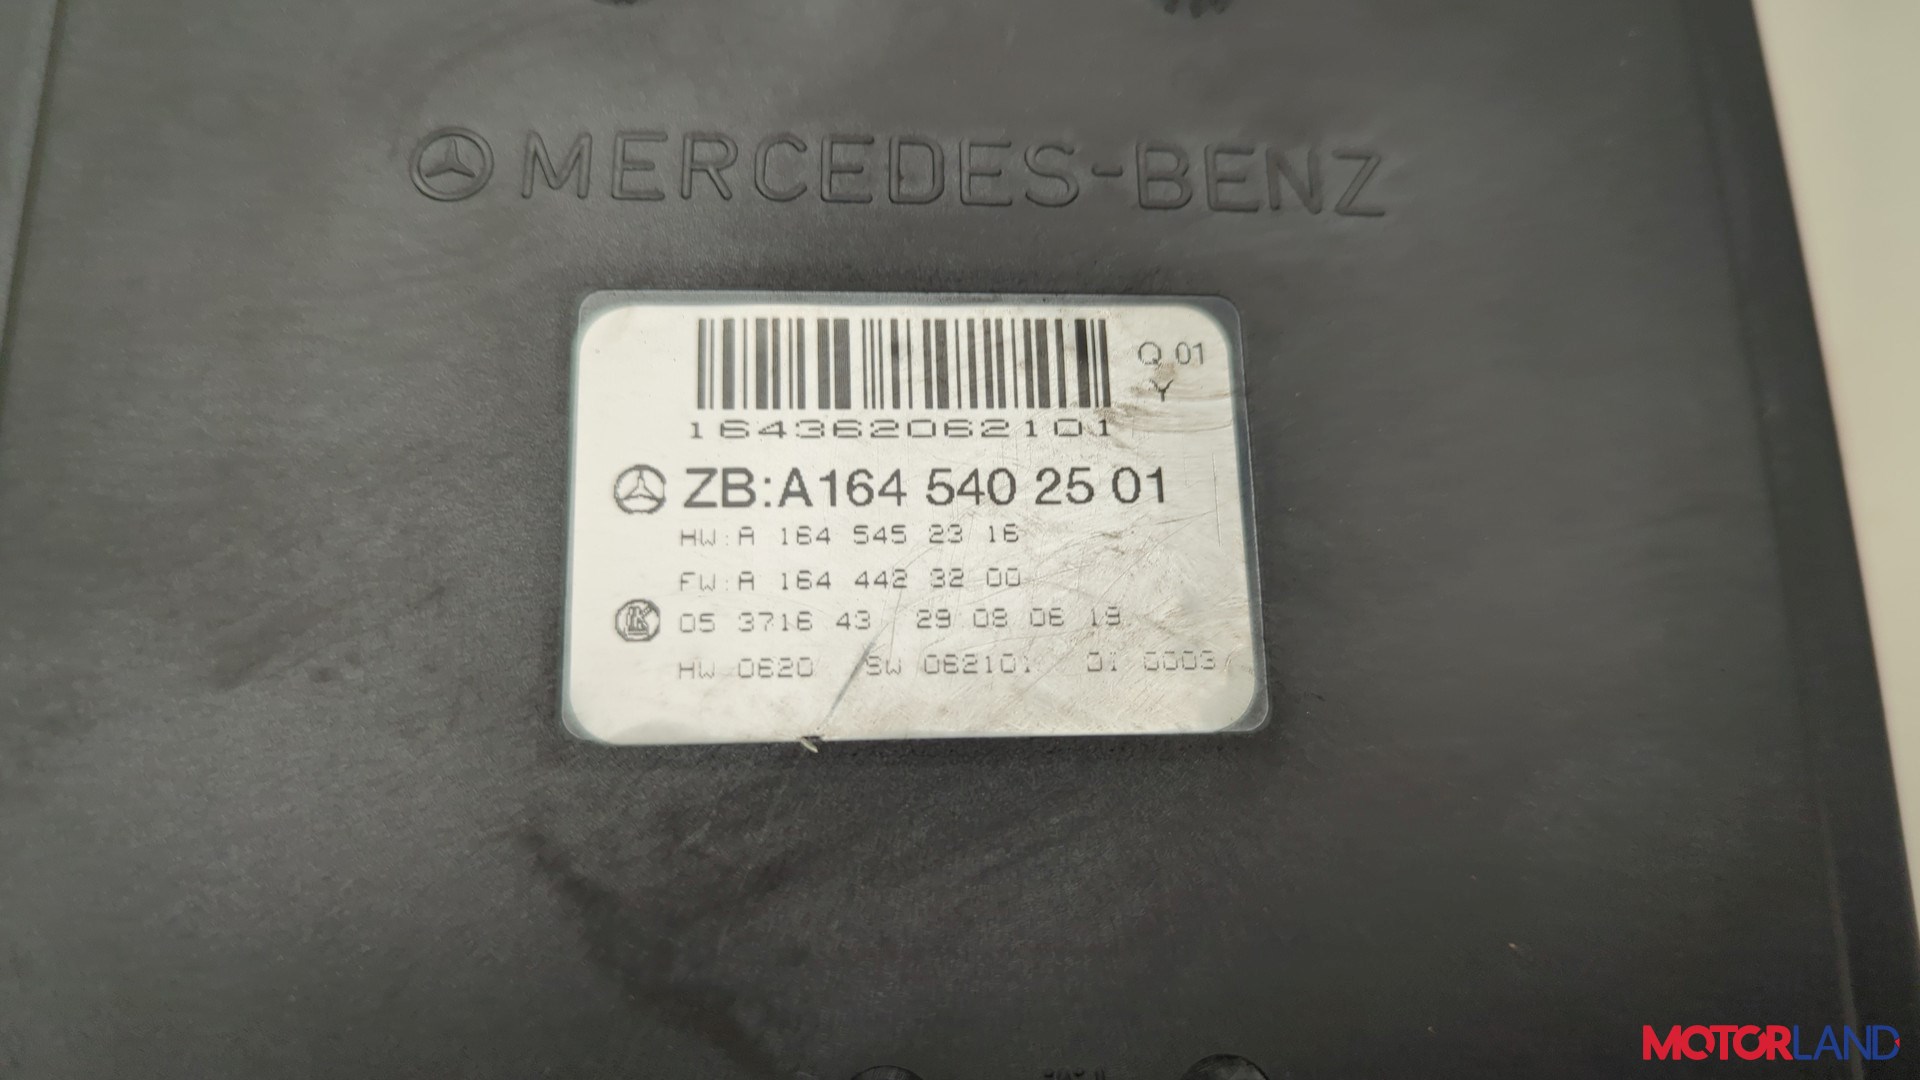 MERCEDES-BENZ
Q 01
Y
164362062101
ZB:A164 540 25 01
HW:A 164 545 23 16
FW:A 164 442 32 00
05 3716 43 29 08 06 19
HW 0620 SW 062101 01 0003
MOTORLAND